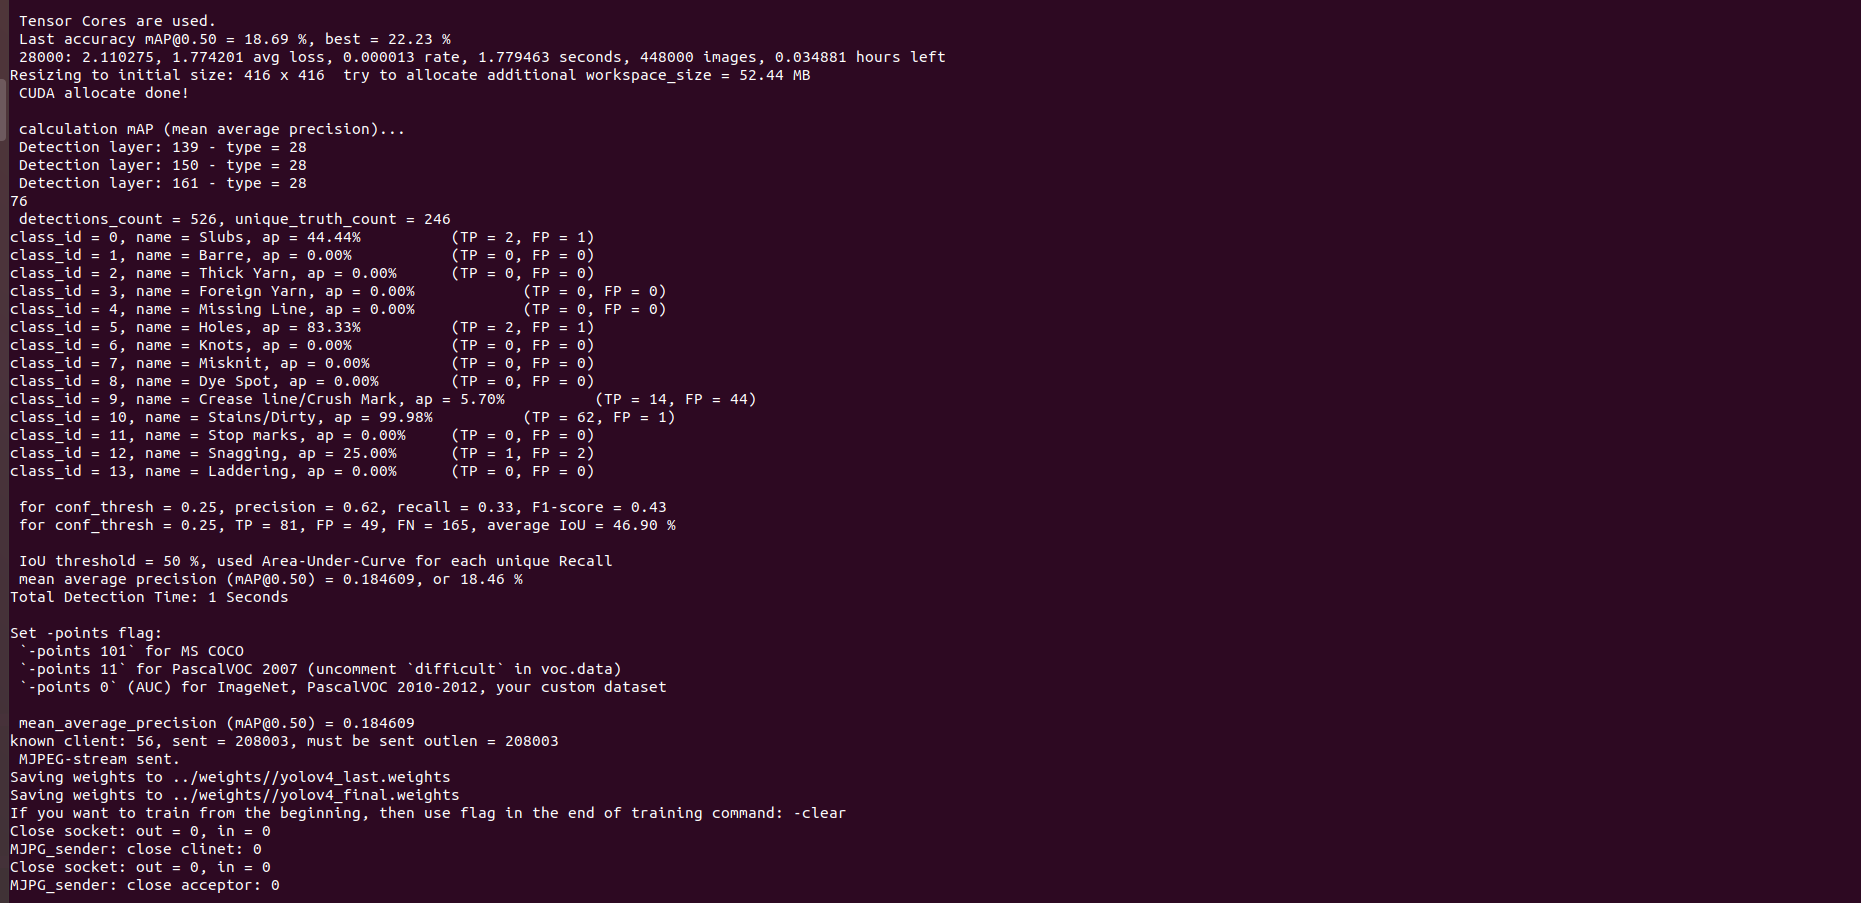 Tensor Cores are used.
Last accuracy mAP@0.50 = 18.69 %, best = 22.23 %
28000: 2.110275, 1.774201 avg loss, 0.000013 rate, 1.779463 seconds, 448000 images, 0.034881 hours left
Resizing to initial size: 416 x 416  try to allocate additional workspace_size = 52.44 MB
CUDA allocate done!
calculation mAP (mean average precision)...
Detection layer: 139 - type = 28
Detection layer: 150 - type = 28
Detection layer: 161 - type = 28
76
detections_count = 526, unique_truth_count = 246
class_id = 0, name = Slubs, ap = 44.44%          (TP = 2, FP = 1)
class_id = 1, name = Barre, ap = 0.00%           (TP = 0, FP = 0)
class_id = 2, name = Thick Yarn, ap = 0.00%      (TP = 0, FP = 0)
class_id = 3, name = Foreign Yarn, ap = 0.00%            (TP = 0, FP = 0)
class_id = 4, name = Missing Line, ap = 0.00%            (TP = 0, FP = 0)
class_id = 5, name = Holes, ap = 83.33%          (TP = 2, FP = 1)
class_id = 6, name = Knots, ap = 0.00%           (TP = 0, FP = 0)
class_id = 7, name = Misknit, ap = 0.00%         (TP = 0, FP = 0)
class_id = 8, name = Dye Spot, ap = 0.00%        (TP = 0, FP = 0)
class_id = 9, name = Crease line/Crush Mark, ap = 5.70%          (TP = 14, FP = 44)
class_id = 10, name = Stains/Dirty, ap = 99.98%          (TP = 62, FP = 1)
class_id = 11, name = Stop marks, ap = 0.00%     (TP = 0, FP = 0)
class_id = 12, name = Snagging, ap = 25.00%      (TP = 1, FP = 2)
class_id = 13, name = Laddering, ap = 0.00%      (TP = 0, FP = 0)
for conf_thresh = 0.25, precision = 0.62, recall = 0.33, F1-score = 0.43
for conf_thresh = 0.25, TP = 81, FP = 49, FN = 165, average IoU = 46.90 %
IoU threshold = 50 %, used Area-Under-Curve for each unique Recall
mean average precision (mAP@0.50) = 0.184609, or 18.46 %
Total Detection Time: 1 Seconds
Set -points flag:
`-points 101` for MS COCO
`-points 11` for PascalVOC 2007 (uncomment `difficult` in voc.data)
`-points 0` (AUC) for ImageNet, PascalVOC 2010-2012, your custom dataset
mean_average_precision (mAP@0.50) = 0.184609
known client: 56, sent = 208003, must be sent outlen = 208003
MJPEG-stream sent.
Saving weights to ../weights//yolov4_last.weights
Saving weights to ../weights//yolov4_final.weights
If you want to train from the beginning, then use flag in the end of training command: -clear
Close socket: out = 0, in = 0
MJPG_sender: close clinet: 0
Close socket: out = 0, in = 0
MJPG_sender: close acceptor: 0